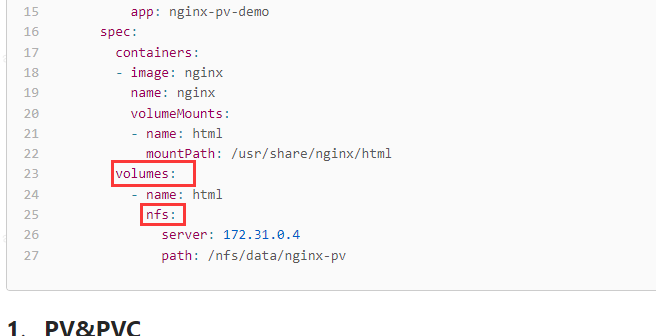 15 app: nginx-pv-demo
16 spec:
17 containers:
18 - image: nginx
19 name: nginx
20 volumeMounts:
21 - name: html
22 mountPath: /usr/share/nginx/html
23 volumes:
24 - name: html
25 nfs:
26 server: 172.31.0.4
27 path: /nfs/data/nginx-pv
1. PV&PVC